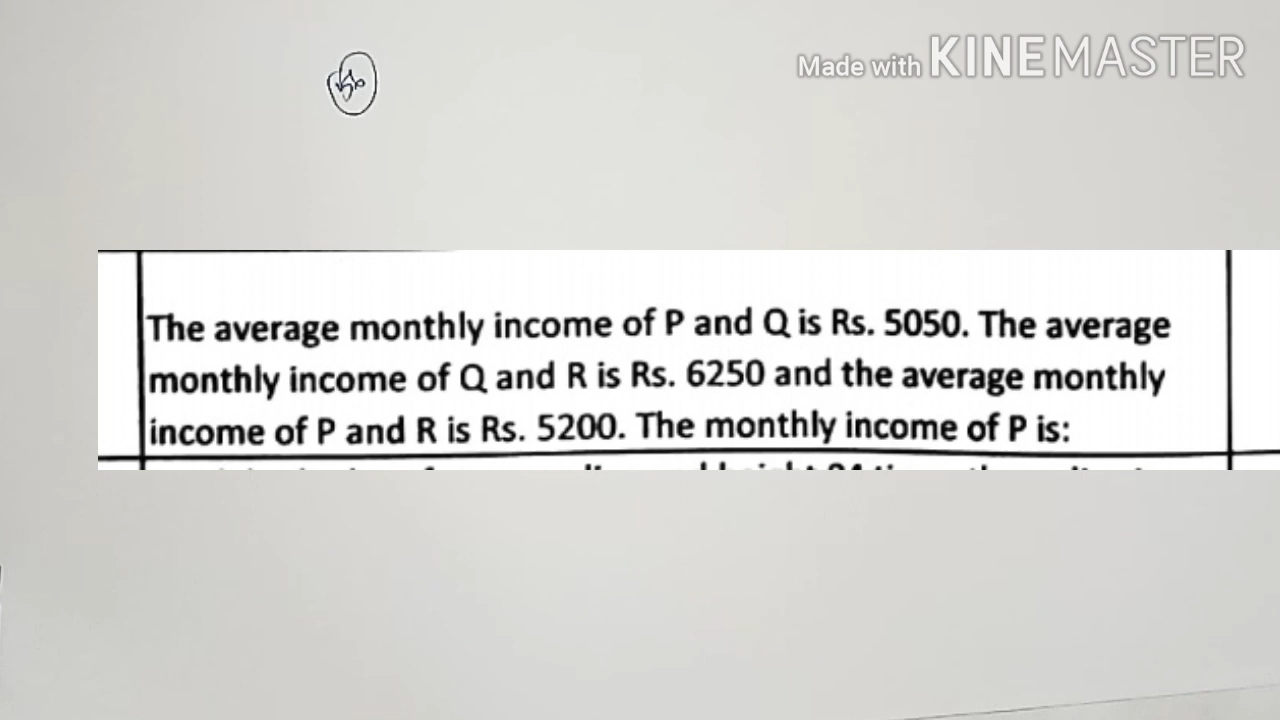 Made with KINEMASTER
The average monthly income of P and Q is Rs. 5050. The average
monthly income of Q and R is Rs. 6250 and the average monthly
income of P and R is Rs. 5200. The monthly income of P is: